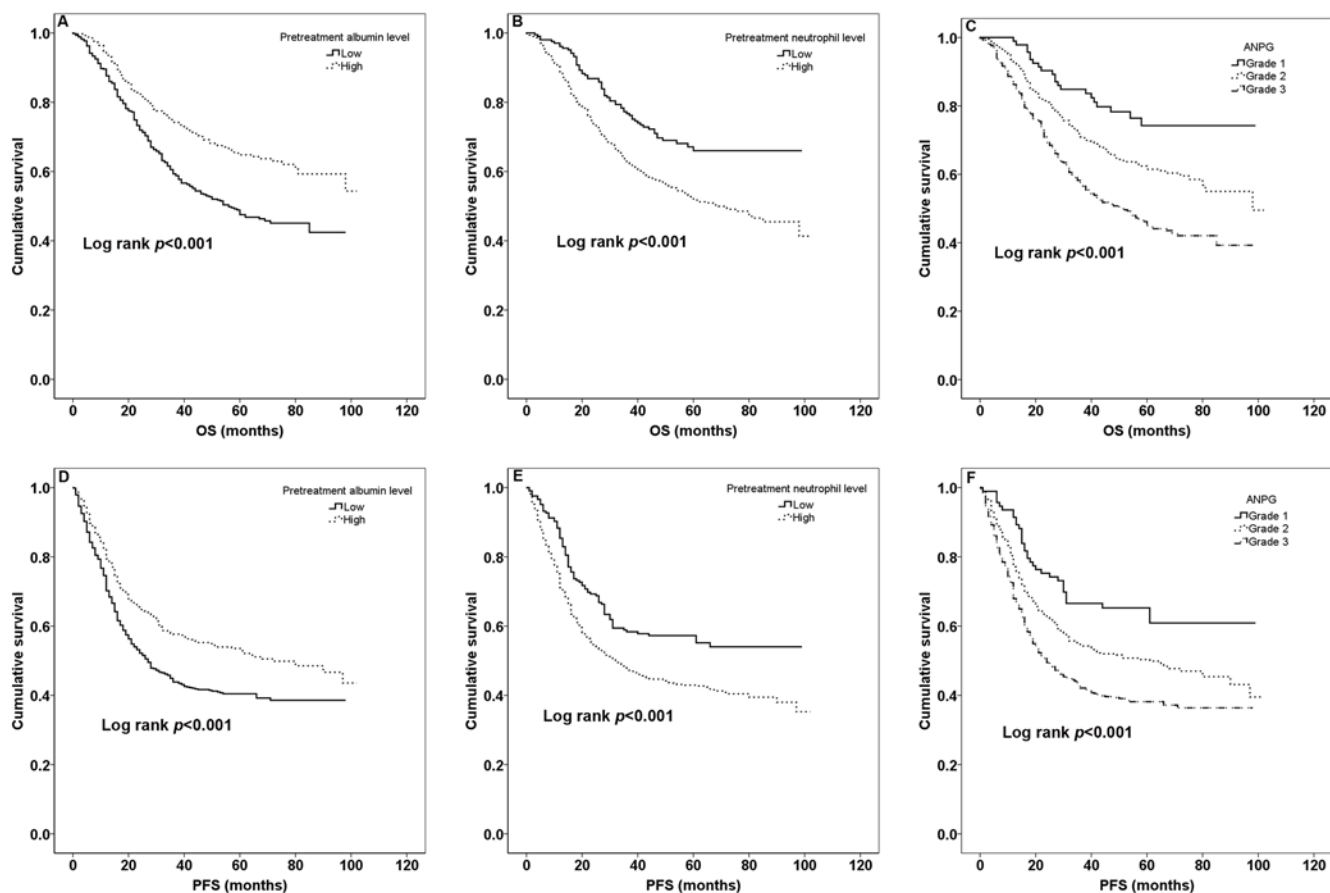 A
Pretreatment albumin level
Low
High
Cumulative survival
1.0
0.8
0.6
0.4
0.2
0.0
Log rank p<0.001
0 20 40 60 80 100 120
OS (months)
B
Pretreatment neutrophil level
Low
High
Cumulative survival
1.0
0.8
0.6
0.4
0.2
0.0
Log rank p<0.001
0 20 40 60 80 100 120
OS (months)
C
ANPG
Grade 1
Grade 2
Grade 3
Cumulative survival
1.0
0.8
0.6
0.4
0.2
0.0
Log rank p<0.001
0 20 40 60 80 100 120
OS (months)
D
Pretreatment albumin level
Low
High
Cumulative survival
1.0
0.8
0.6
0.4
0.2
0.0
Log rank p<0.001
0 20 40 60 80 100 120
PFS (months)
E
Pretreatment neutrophil level
Low
High
Cumulative survival
1.0
0.8
0.6
0.4
0.2
0.0
Log rank p<0.001
0 20 40 60 80 100 120
PFS (months)
F
ANPG
Grade 1
Grade 2
Grade 3
Cumulative survival
1.0
0.8
0.6
0.4
0.2
0.0
Log rank p<0.001
0 20 40 60 80 100 120
PFS (months)